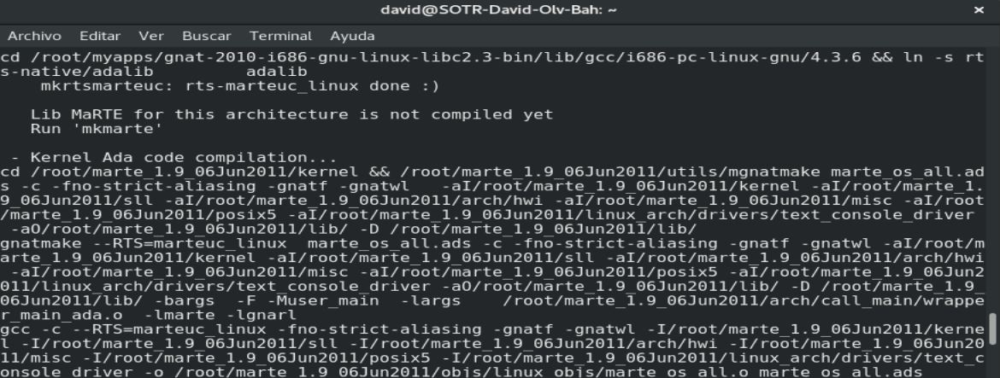 david@SOTR-David-Olv-Bah: ~ ×
Archivo Editar Ver Buscar Terminal Ayuda
cd /root/myapps/gnat-2010-i686-gnu-linux-libc2.3-bin/lib/gcc/i686-pc-linux-gnu/4.3.6 && ln -s rt
s-native/adalib adalib
mkrtsmarteuc: rts-marteuc_linux done :)
Lib MaRTE for this architecture is not compiled yet
Run 'mkmarte'
- Kernel Ada code compilation...
cd /root/marte_1.9_06Jun2011/kernel && /root/marte_1.9_06Jun2011/utils/mgnatmake marte_os_all.ad
s -c -fno-strict-aliasing -gnatf -gnatwl -aI/root/marte_1.9_06Jun2011/kernel -aI/root/marte_1.
9_06Jun2011/sll -aI/root/marte_1.9_06Jun2011/arch/hwi -aI/root/marte_1.9_06Jun2011/misc -aI/root
/marte_1.9_06Jun2011/posix5 -aI/root/marte_1.9_06Jun2011/linux_arch/drivers/text_console_driver
-aO/root/marte_1.9_06Jun2011/lib/ -D /root/marte_1.9_06Jun2011/lib/
gnatmake --RTS=marteuc_linux marte_os_all.ads -c -fno-strict-aliasing -gnatf -gnatwl -aI/root/m
arte_1.9_06Jun2011/kernel -aI/root/marte_1.9_06Jun2011/sll -aI/root/marte_1.9_06Jun2011/arch/hwi
-aI/root/marte_1.9_06Jun2011/misc -aI/root/marte_1.9_06Jun2011/posix5 -aI/root/marte_1.9_06Jun2
011/linux_arch/drivers/text_console_driver -aO/root/marte_1.9_06Jun2011/lib/ -D /root/marte_1.9_
06Jun2011/lib/ -bargs -F -Muser_main -largs /root/marte_1.9_06Jun2011/arch/call_main/wrappe
r_main_ada.o -lmarte -lgnarl
gcc -c --RTS=marteuc_linux -fno-strict-aliasing -gnatf -gnatwl -I/root/marte_1.9_06Jun2011/kerne
l -I/root/marte_1.9_06Jun2011/sll -I/root/marte_1.9_06Jun2011/arch/hwi -I/root/marte_1.9_06Jun20
11/misc -I/root/marte_1.9_06Jun2011/posix5 -I/root/marte_1.9_06Jun2011/linux_arch/drivers/text_c
onsole_driver -o /root/marte_1.9_06Jun2011/objs/linux_objs/marte_os_all.o marte_os_all.ads